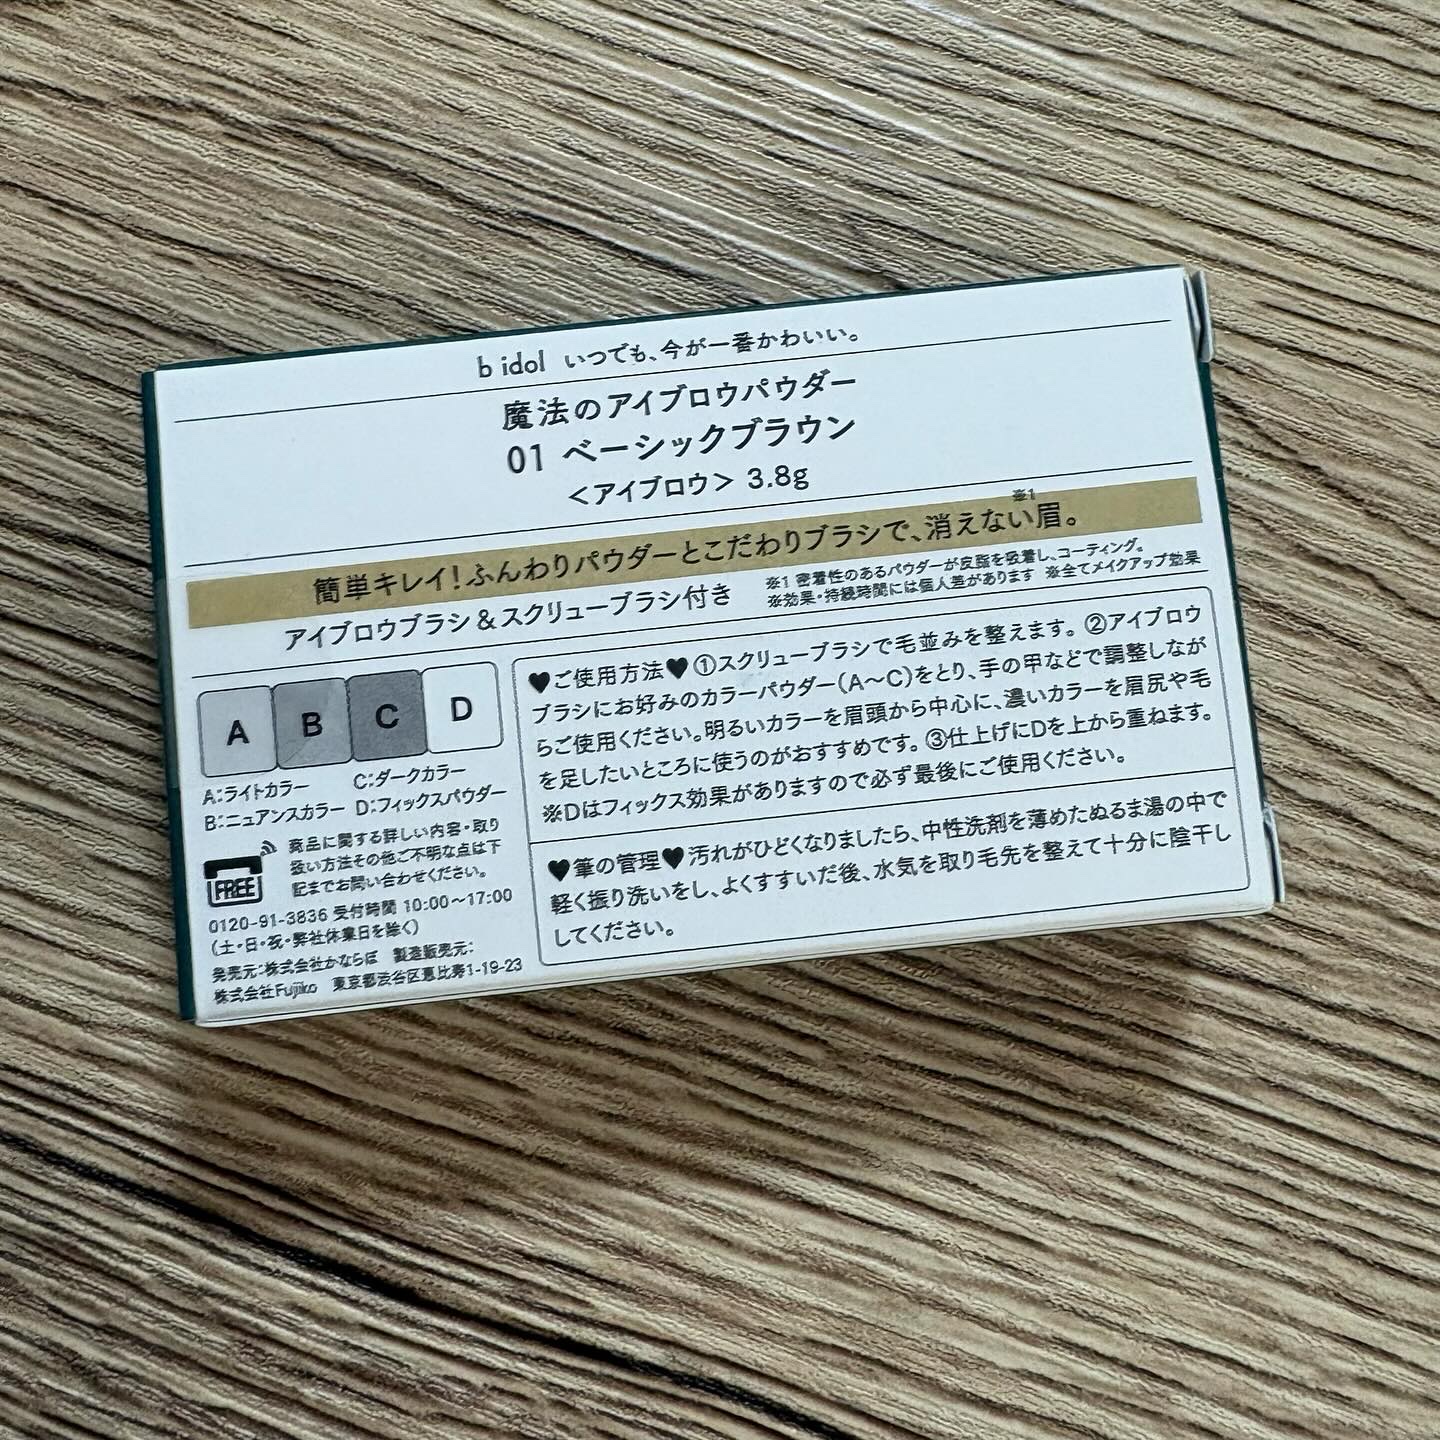 b idol いつでも、今が一番かわいい。
魔法のアイブロウパウダー
01 ベーシックブラウン
<アイブロウ> 3.8g
簡単キレイ!ふんわりパウダーとこだわりブラシで、消えない眉。※1
アイブロウブラシ&スクリューブラシ付き
※1 密着性のあるパウダーが皮脂を吸着し、コーティング。
※効果・持続時間には個人差があります ※全てメイクアップ効果
A B C D
A:ライトカラー C:ダークカラー
B:ニュアンスカラー D:フィックスパウダー
商品に関する詳しい内容・取り
扱い方法その他ご不明な点は下
記までお問い合わせください。
FREE
0120-91-3836 受付時間 10:00〜17:00
(土・日・祝・弊社休業日を除く)
発売元:株式会社かならぼ 製造販売元:
株式会社Fujiko 東京都渋谷区恵比寿1-19-23
♥ご使用方法♥①スクリューブラシで毛並みを整えます。②アイブロウ
ブラシにお好みのカラーパウダー(A〜C)をとり、手の甲などで調整しなが
らご使用ください。明るいカラーを眉頭から中心に、濃いカラーを眉尻や毛
を足したいところに使うのがおすすめです。③仕上げにDを上から重ねます。
※Dはフィックス効果がありますので必ず最後にご使用ください。
♥筆の管理♥汚れがひどくなりましたら、中性洗剤を薄めたぬるま湯の中で
軽く振り洗いをし、よくすすいだ後、水気を取り毛先を整えて十分に陰干し
してください。